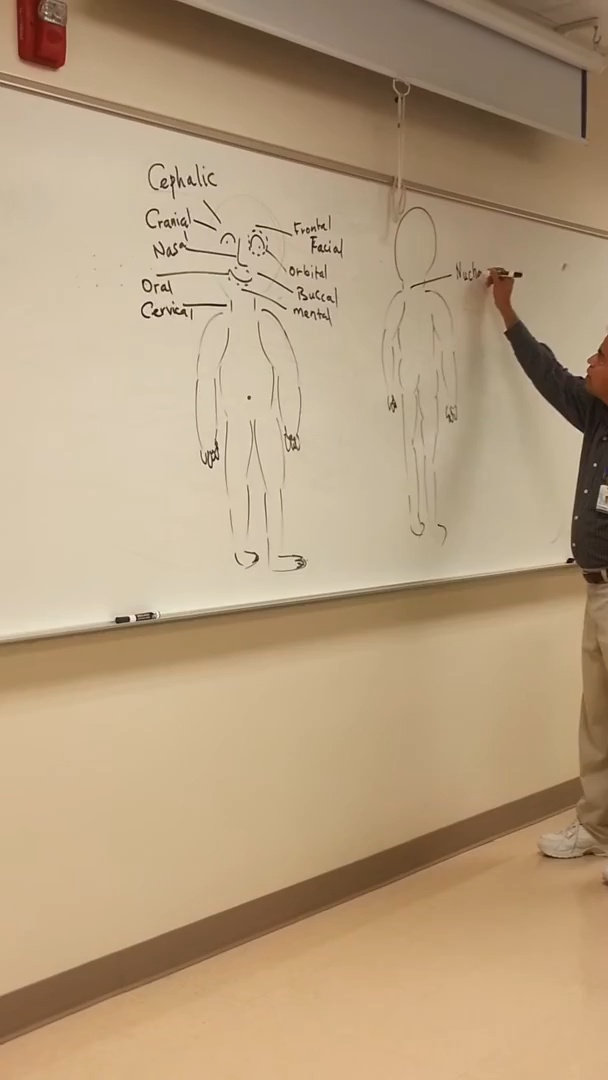 Cephalic
Cranial
Nasal
Oral
Cervical
Frontal
Facial
orbital
Buccal
mental
Nucha